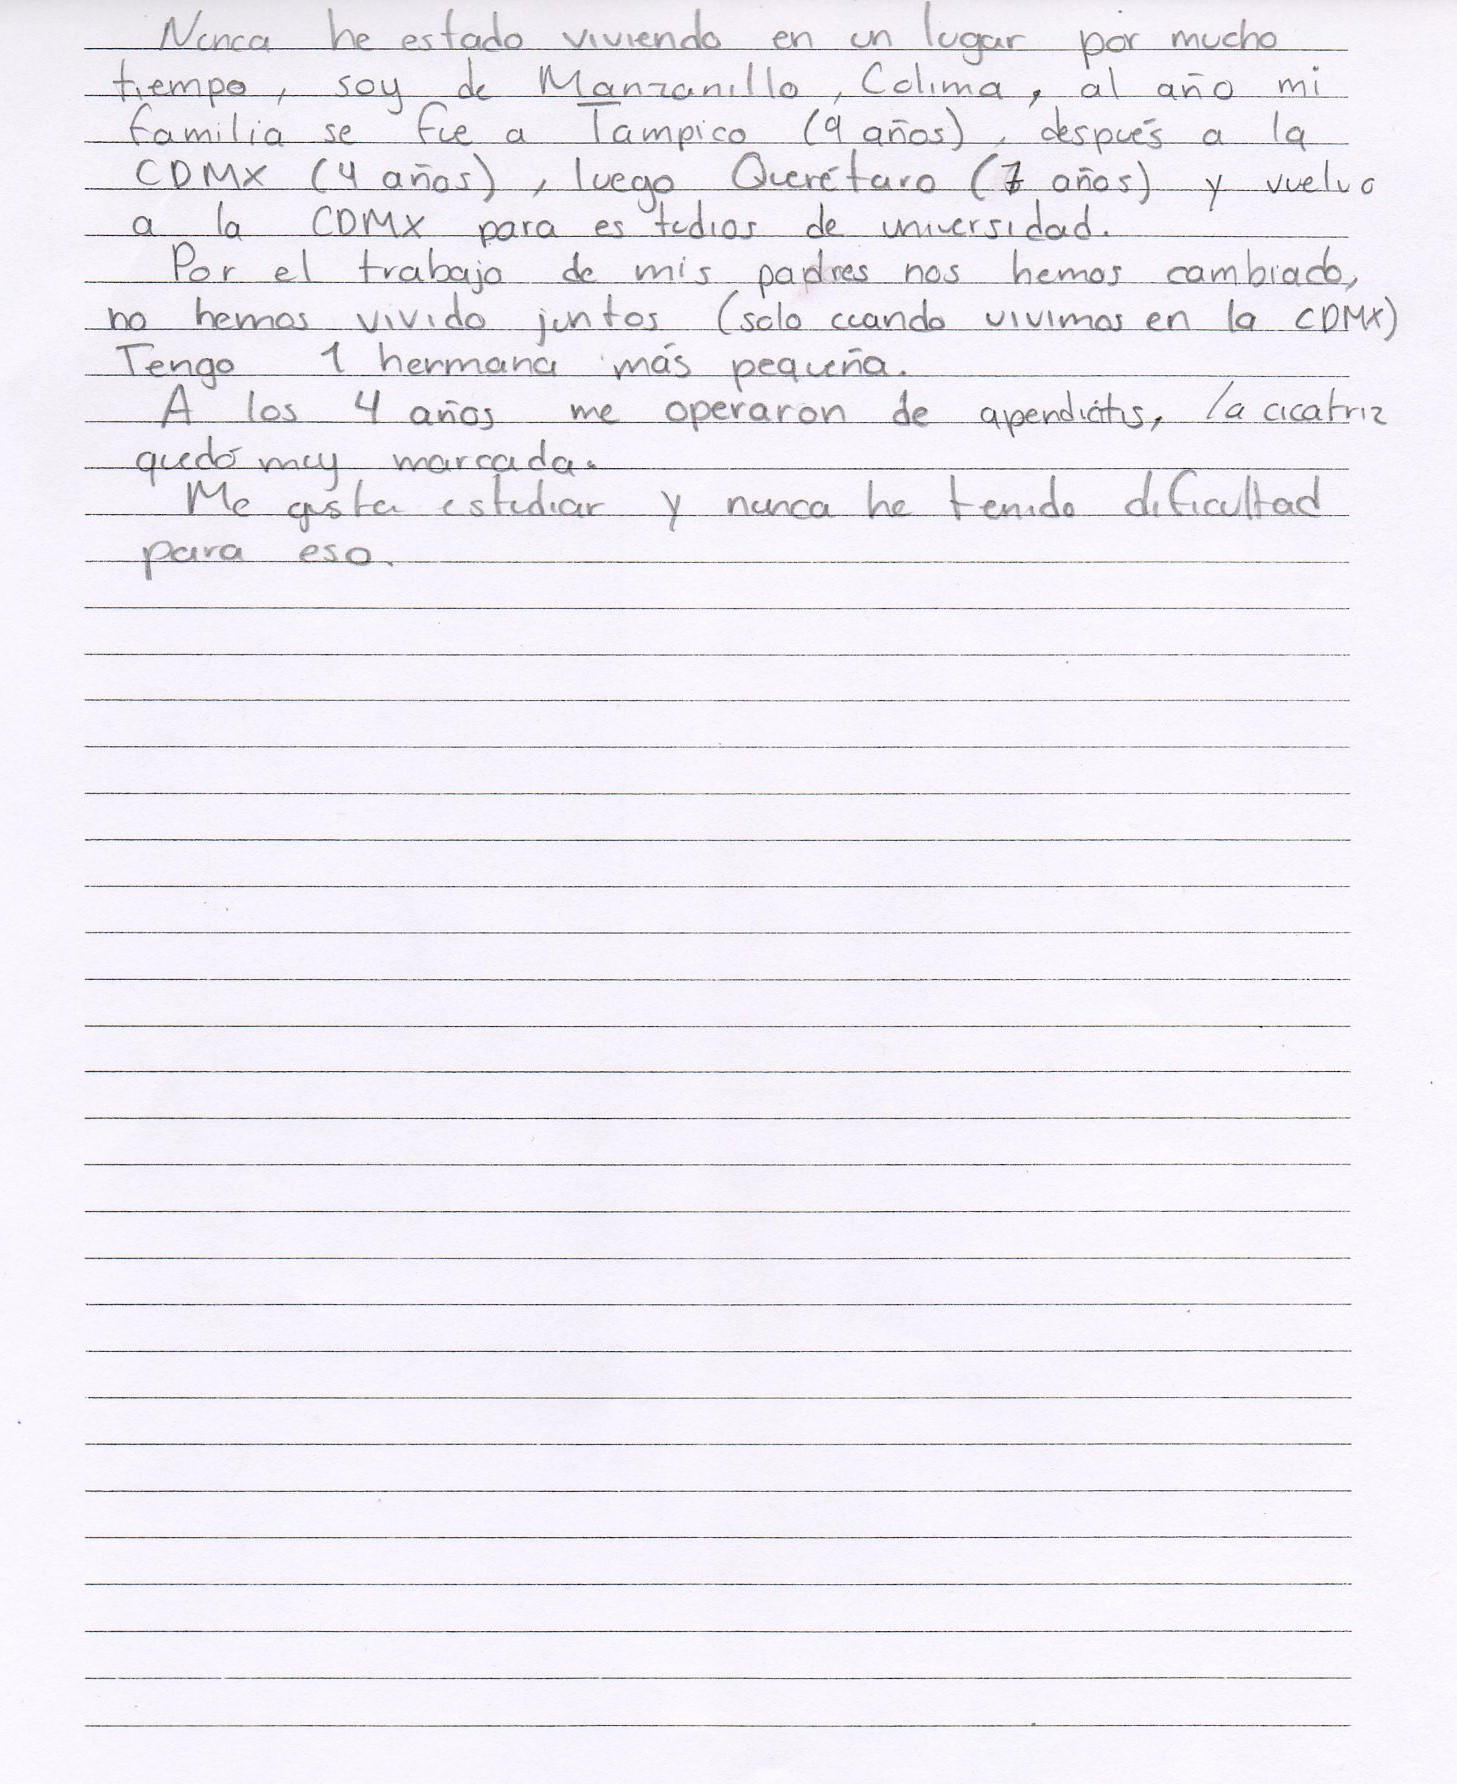 Nunca he estado viviendo en un lugar por mucho
tiempo, soy de Manzanillo, Colima, al año mi
familia se fue a Tampico (9 años), después a la
CDMX (4 años), luego Querétaro (7 años) y vuelvo
a la CDMX para estudios de universidad.
Por el trabajo de mis padres nos hemos cambiado,
no hemos vivido juntos (solo cuando vivimos en la CDMX)
Tengo 1 hermana más pequeña.
A los 4 años me operaron de apendicitis, la cicatriz
quedó muy marcada.
Me gusta estudiar y nunca he tenido dificultad
para eso.